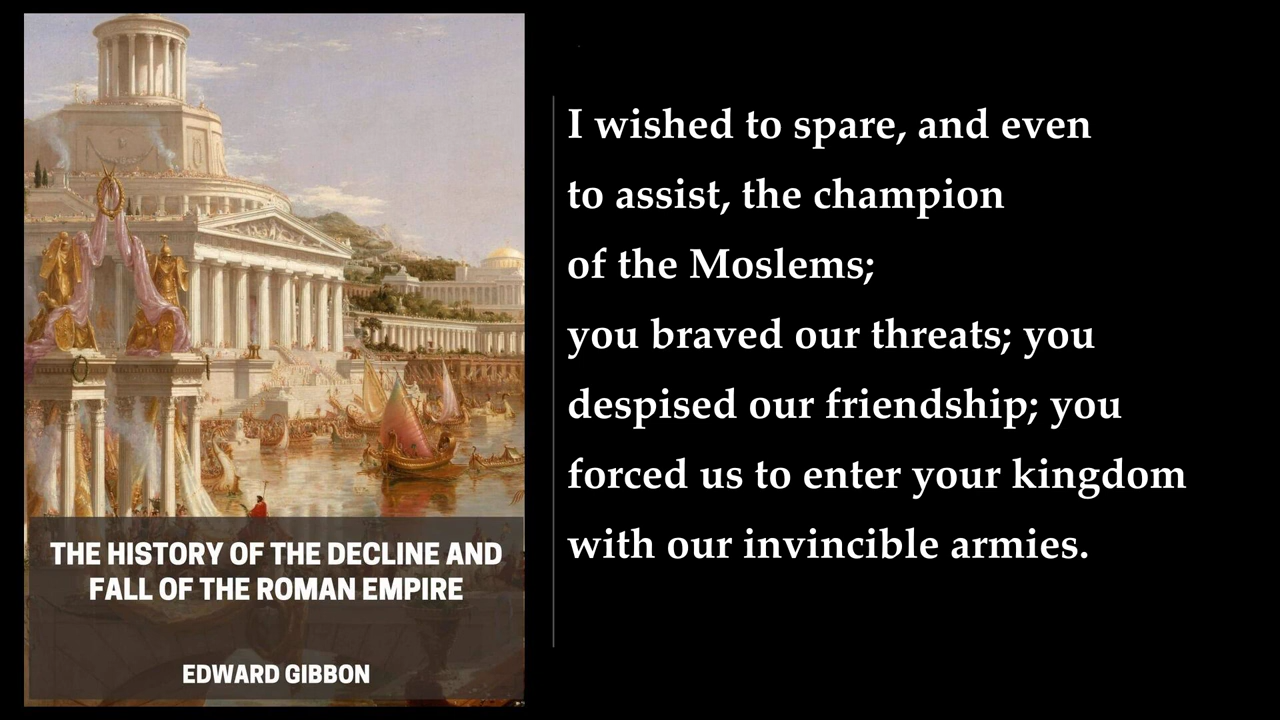 THE HISTORY OF THE DECLINE AND
FALL OF THE ROMAN EMPIRE
EDWARD GIBBON
I wished to spare, and even
to assist, the champion
of the Moslems;
you braved our threats; you
despised our friendship; you
forced us to enter your kingdom
with our invincible armies.